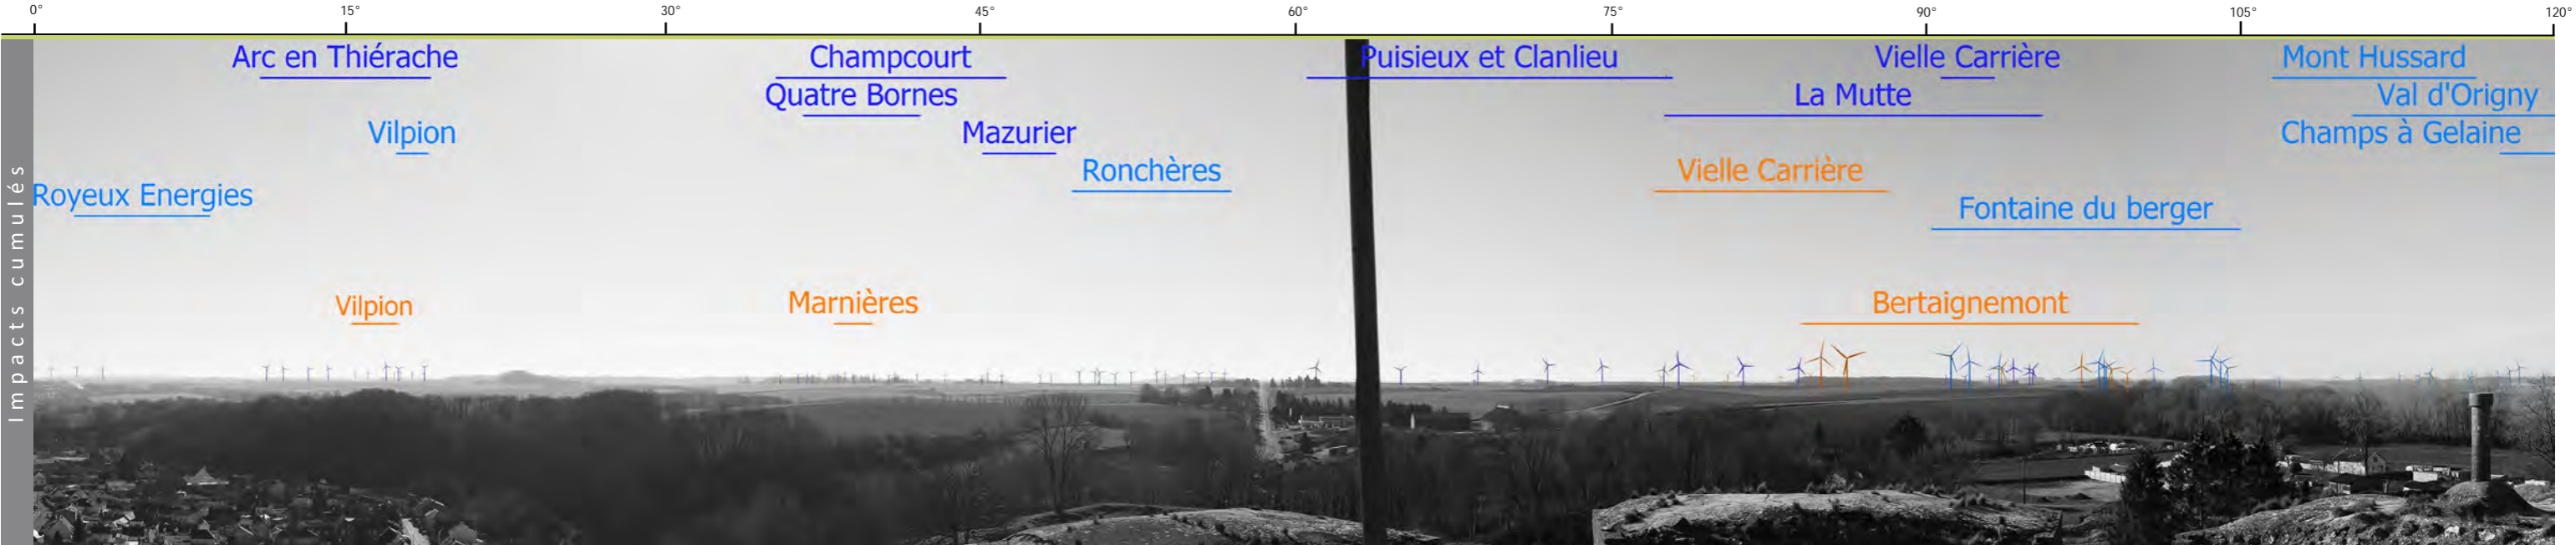 0° 15° 30° 45° 60° 75° 90° 105° 120°
Arc en Thiérache Champcourt Puisieux et Clanlieu Vielle Carrière Mont Hussard
Quatre Bornes La Mutte Val d'Origny
Vilpion Mazurier Champs à Gelaine
Ronchères Vielle Carrière
Royeux Energies Fontaine du berger
Vilpion Marnières Bertaignemont
Impacts cumulés